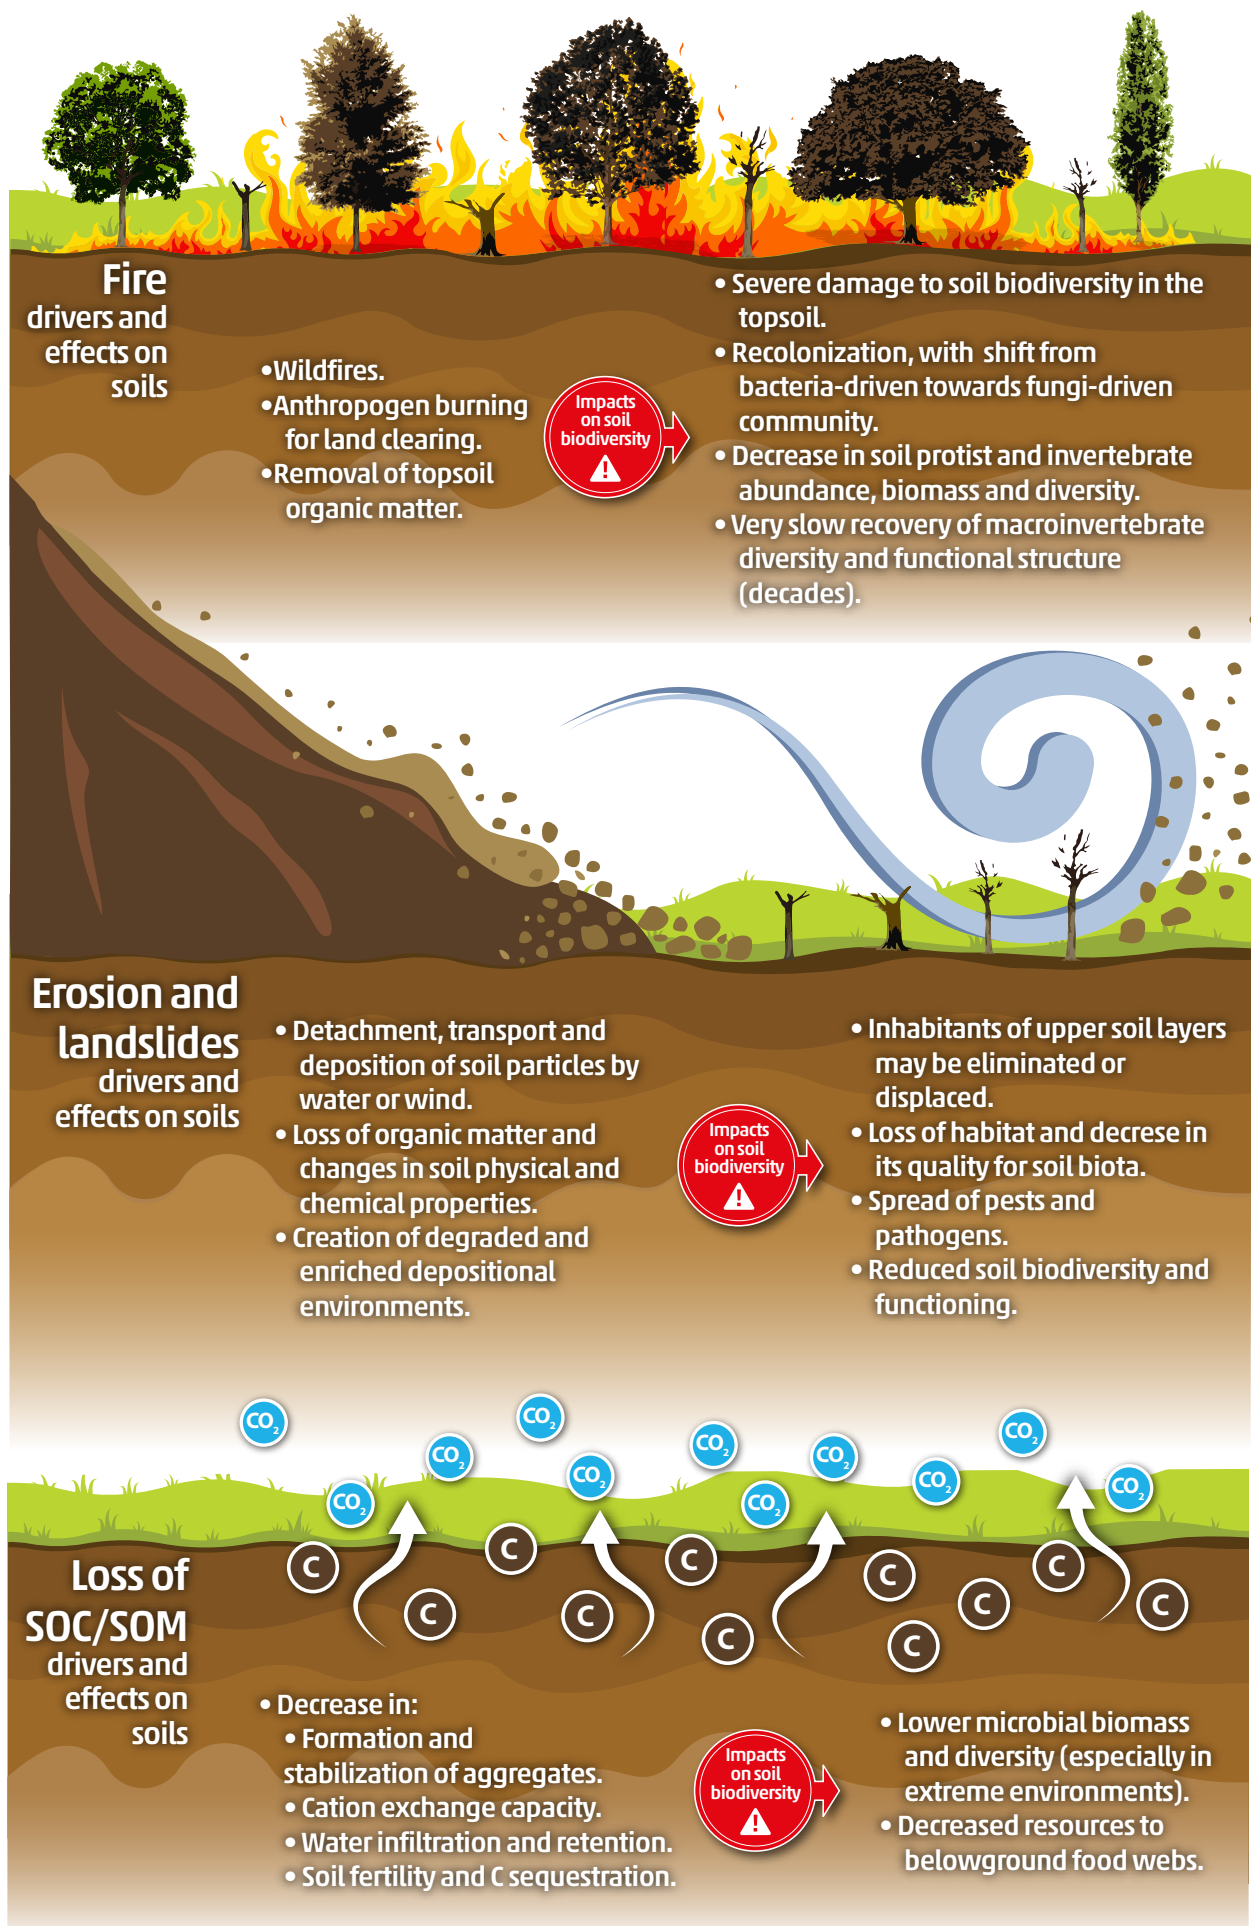 Fire
drivers and
effects on
soils
•Wildfires.
•Anthropogen burning
for land clearing.
•Removal of topsoil
organic matter.
Impacts
on soil
biodiversity
!
• Severe damage to soil biodiversity in the
topsoil.
• Recolonization, with shift from
bacteria-driven towards fungi-driven
community.
• Decrease in soil protist and invertebrate
abundance, biomass and diversity.
• Very slow recovery of macroinvertebrate
diversity and functional structure
(decades).
Erosion and
landslides
drivers and
effects on soils
• Detachment, transport and
deposition of soil particles by
water or wind.
• Loss of organic matter and
changes in soil physical and
chemical properties.
• Creation of degraded and
enriched depositional
environments.
Impacts
on soil
biodiversity
!
• Inhabitants of upper soil layers
may be eliminated or
displaced.
• Loss of habitat and decrese in
its quality for soil biota.
• Spread of pests and
pathogens.
• Reduced soil biodiversity and
functioning.
CO2
CO2
CO2
CO2
CO2
CO2
CO2
CO2
CO2
CO2
CO2
C
C
C
C
C
C
C
C
C
C
C
Loss of
SOC/SOM
drivers and
effects on
soils
• Decrease in:
• Formation and
stabilization of aggregates.
• Cation exchange capacity.
• Water infiltration and retention.
• Soil fertility and C sequestration.
Impacts
on soil
biodiversity
!
• Lower microbial biomass
and diversity (especially in
extreme environments).
• Decreased resources to
belowground food webs.